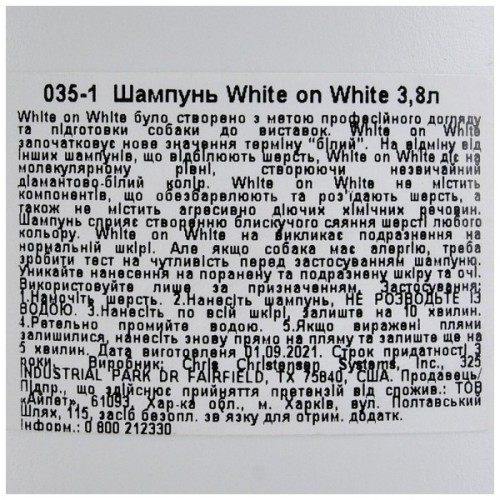 035-1 Шампунь White on White 3,8л
White on White було створено з метою професійного догляду
та підготовки собаки до виставок. White on White
започатковує нове значення терміну "білий". На відміну від
інших шампунів, що відбілюють шерсть, White on White діє на
молекулярному рівні, створюючи незвичайний
діамантово-білий колір. White on White не містить
компонентів, що обезбарвлюють та роз'їдають шерсть, а
також не містить агресивно діючих хімічних речовин.
Шампунь сприяє створенню блискучого сяяння шерсті любого
кольору. White on White на викликає подразнення на
нормальній шкірі. Але якщо собака має алергію, треба
зробити тест на чутливість перед застосуванням шампуню.
Уникайте нанесення на поранену та подразнену шкіру та очі.
Використовуйте лише за призначенням. Застосування:
1.Намочіть шерсть. 2.Нанесіть шампунь, НЕ РОЗВОДЬТЕ ІЗ
ВОДОЮ. 3.Нанесіть по всій шкірі, залиште на 10 хвилин.
4.Ретельно промийте водою. 5.Якщо виражені плями
залишилися, нанесіть знову прямо на пляму та залиште ще на
5 хвилин. Дата виготовленя 01.09.2021. Строк придатності 3
роки. Виробник: Chris Christensen Systems, Inc., 325
INDUSTRIAL PARK DR FAIRFIELD, TX 75840, США. Продавець/
Підпр., що здійснює прийняття претензій від спожив.: ТОВ
«Айпет», 61093, Хар-ка обл., м. Харків, вул. Полтавський
Шлях, 115, засіб безопл. зв'язку для отрим. додатк.
інформ.: 0 800 212330